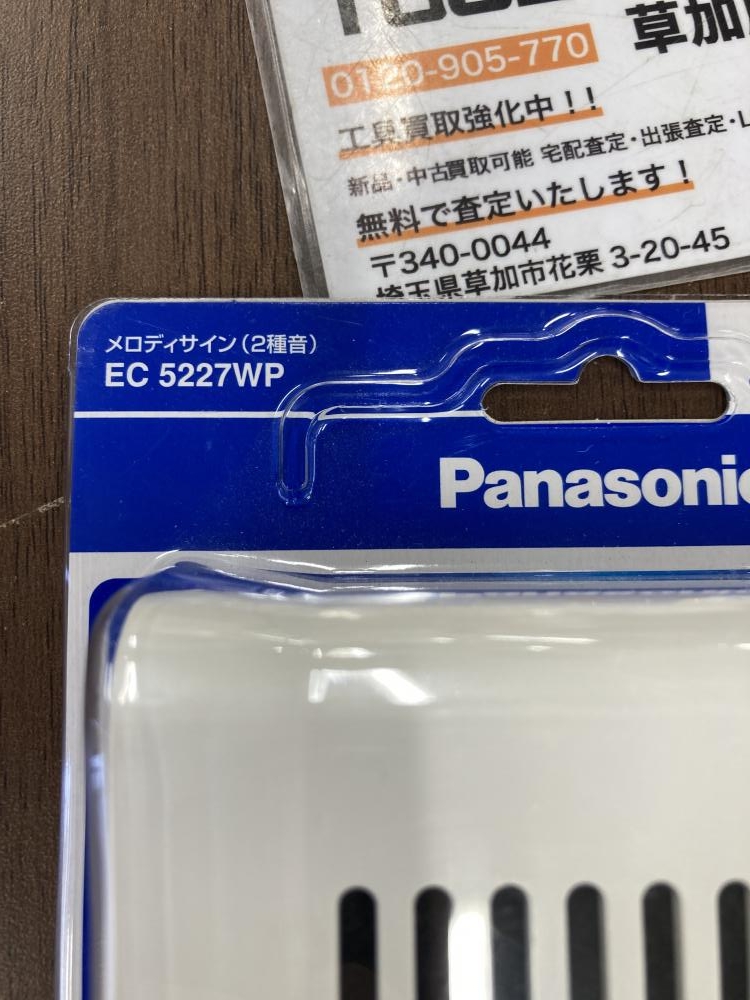 草加
0120-905-770
工具買取強化中!!
新品・中古買取可能 宅配査定・出張査定・L
無料で査定いたします!
〒340-0044
埼玉県草加市花栗 3-20-45
メロディサイン(2種音)
EC 5227WP
Panasonic